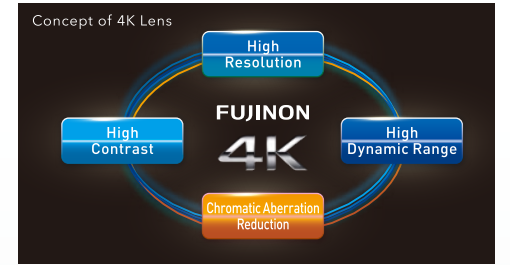 Concept of 4K Lens
High
Resolution
FUJINON
4K
High
Contrast
High
Dynamic Range
Chromatic Aberration
Reduction